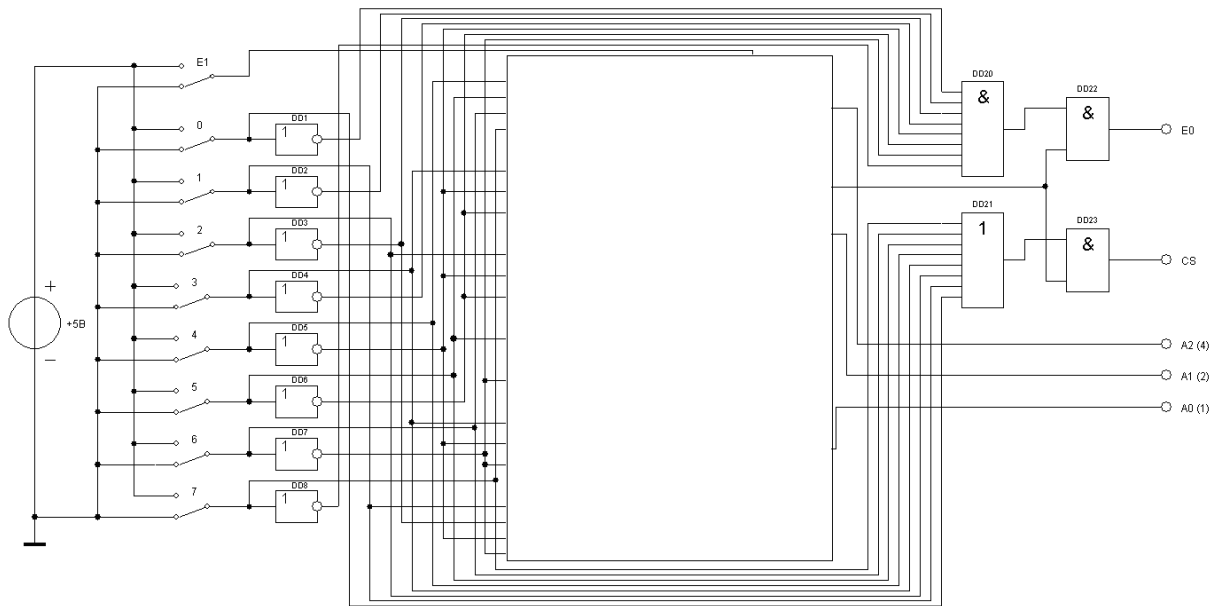 E1
0
1
2
3
4
5
6
7
+
+5B
−
DD1
1
DD2
1
DD3
1
DD4
1
DD5
1
DD6
1
DD7
1
DD8
1
DD20
&
DD21
1
DD22
&
DD23
&
E0
CS
A2 (4)
A1 (2)
A0 (1)